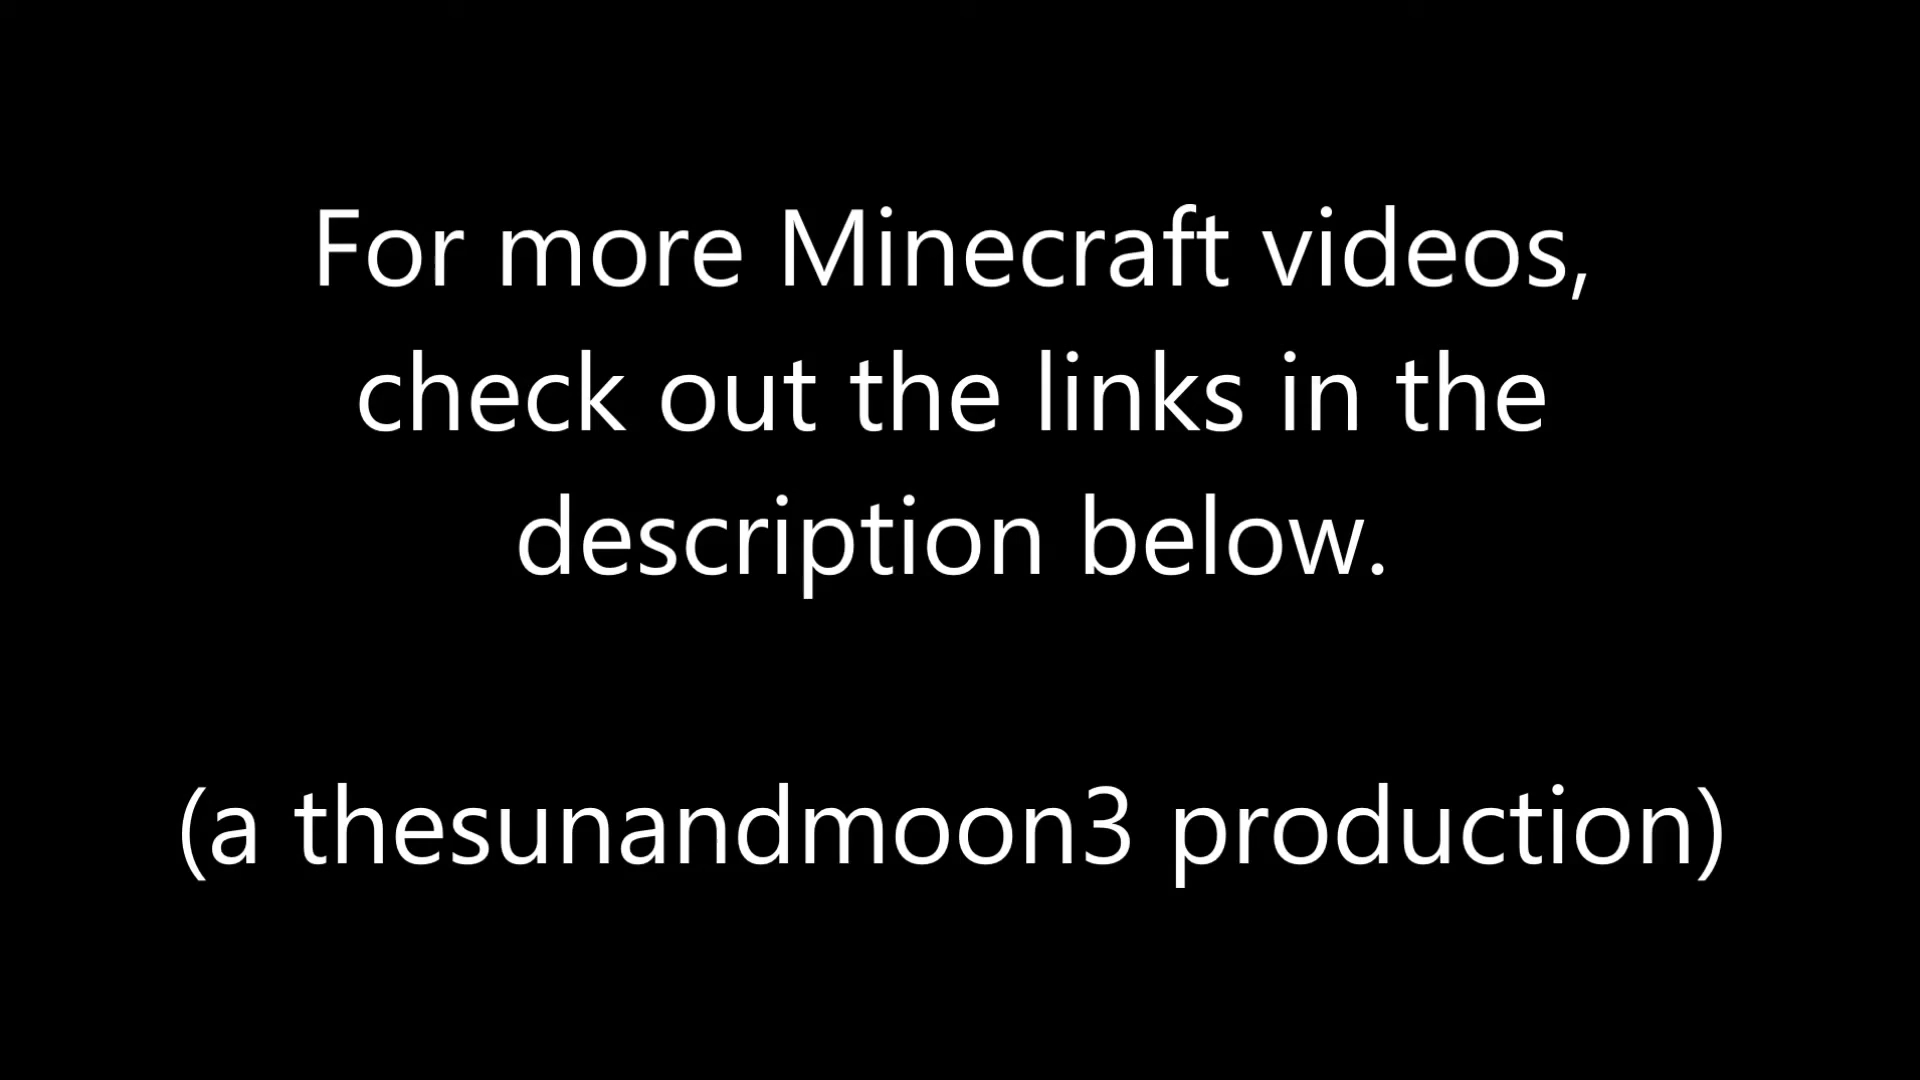 For more Minecraft videos,
check out the links in the
description below.
(a thesunandmoon3 production)